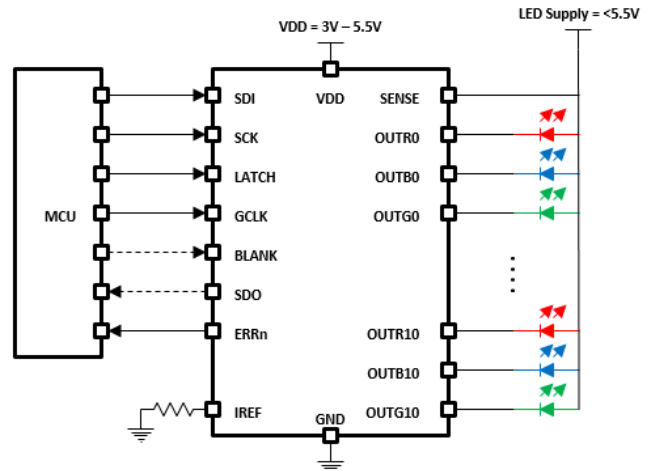 LED Supply = <5.5V
VDD = 3V – 5.5V
MCU
SDI
SCK
LATCH
GCLK
BLANK
SDO
ERRn
IREF
VDD
GND
SENSE
OUTR0
OUTB0
OUTG0
OUTR10
OUTB10
OUTG10